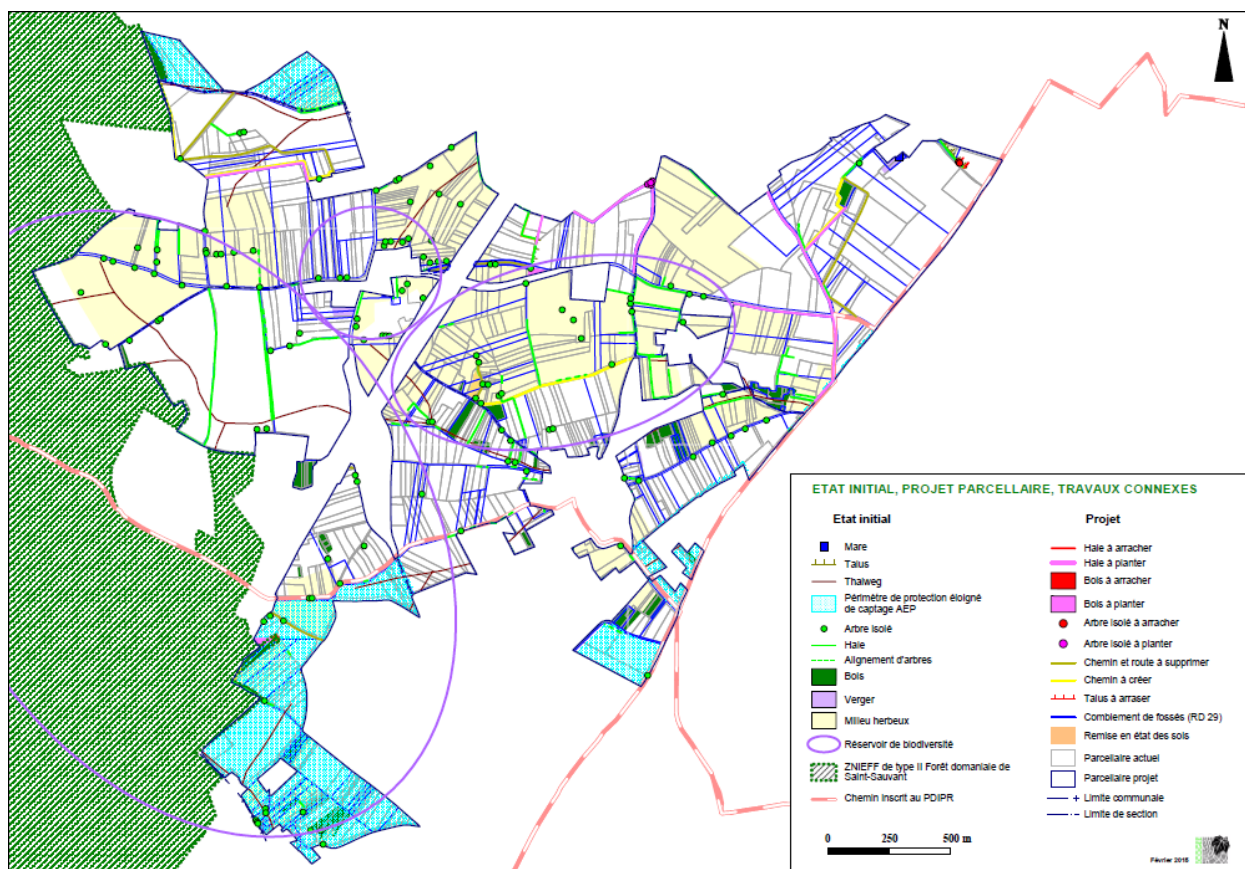 N
ETAT INITIAL, PROJET PARCELLAIRE, TRAVAUX CONNEXES
Etat initial
Mare
Talus
Thalweg
Périmètre de protection éloigné
de captage AEP
Arbre isolé
Haie
Alignement d'arbres
Bois
Verger
Milieu herbeux
Réservoir de biodiversité
ZNIEFF de type II Forêt domaniale de
Saint-Sauvant
Chemin inscrit au PDIPR
Projet
Haie à arracher
Haie à planter
Bois à arracher
Bois à planter
Arbre isolé à arracher
Arbre isolé à planter
Chemin et route à supprimer
Chemin à créer
Talus à araser
Comblement de fossés (RD 29)
Remise en état des sols
Parcellaire actuel
Parcellaire projet
Limite communale
Limite de section
0 250 500 m
Février 2015